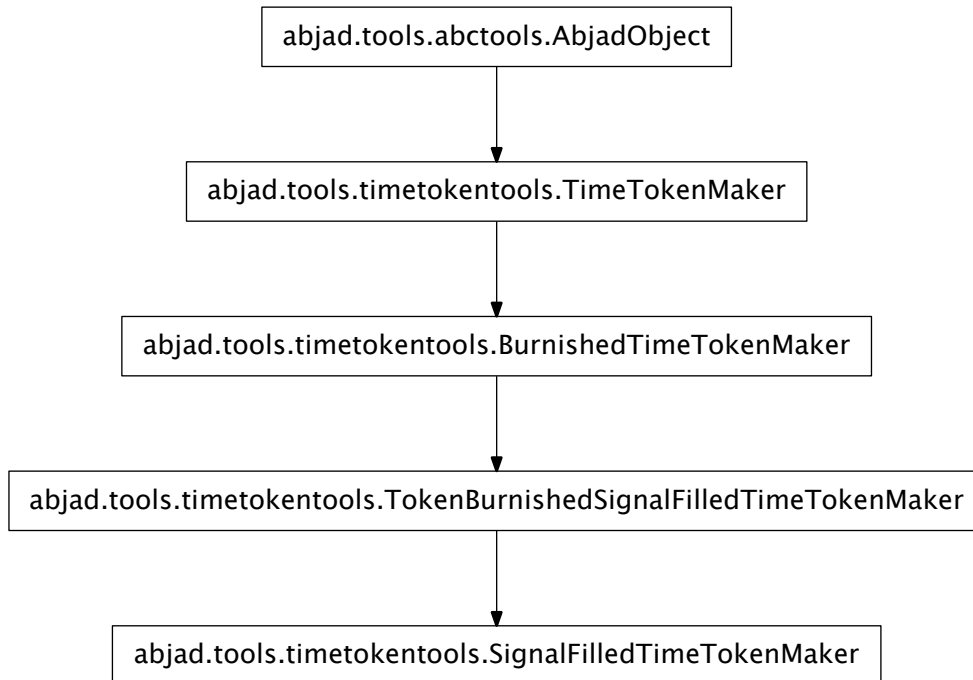 abjad.tools.abctools.AbjadObject
abjad.tools.timetokentools.TimeTokenMaker
abjad.tools.timetokentools.BurnishedTimeTokenMaker
abjad.tools.timetokentools.TokenBurnishedSignalFilledTimeTokenMaker
abjad.tools.timetokentools.SignalFilledTimeTokenMaker